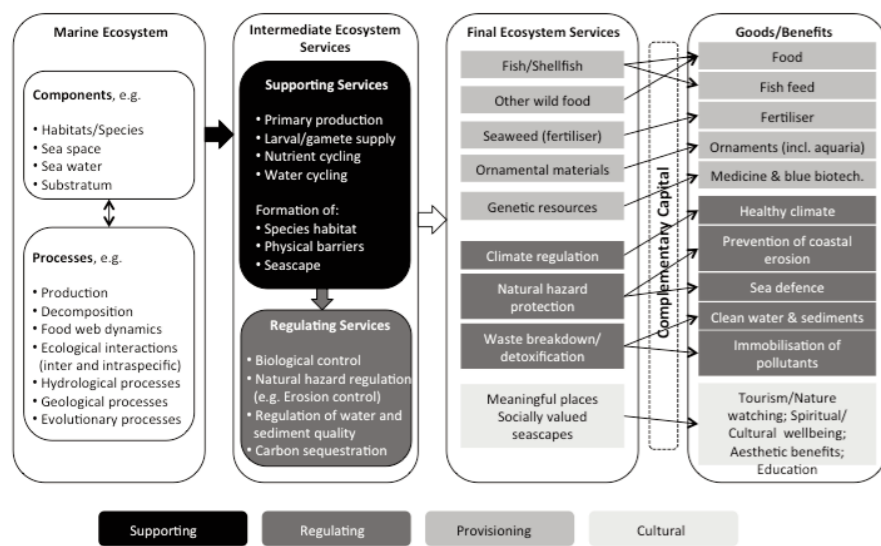 Marine Ecosystem
Components, e.g.
• Habitats/Species
• Sea space
• Sea water
• Substratum
Processes, e.g.
• Production
• Decomposition
• Food web dynamics
• Ecological interactions
(inter and intraspecific)
• Hydrological processes
• Geological processes
• Evolutionary processes
Intermediate Ecosystem
Services
Supporting Services
• Primary production
• Larval/gamete supply
• Nutrient cycling
• Water cycling
Formation of:
• Species habitat
• Physical barriers
• Seascape
Regulating Services
• Biological control
• Natural hazard regulation
(e.g. Erosion control)
• Regulation of water and
sediment quality
• Carbon sequestration
Final Ecosystem Services
Fish/Shellfish
Other wild food
Seaweed (fertiliser)
Ornamental materials
Genetic resources
Climate regulation
Natural hazard
protection
Waste breakdown/
detoxification
Meaningful places
Socially valued
seascapes
Complementary Capital
Goods/Benefits
Food
Fish feed
Fertiliser
Ornaments (incl. aquaria)
Medicine & blue biotech.
Healthy climate
Prevention of coastal
erosion
Sea defence
Clean water & sediments
Immobilisation of
pollutants
Tourism/Nature
watching; Spiritual/
Cultural wellbeing;
Aesthetic benefits;
Education
Supporting
Regulating
Provisioning
Cultural